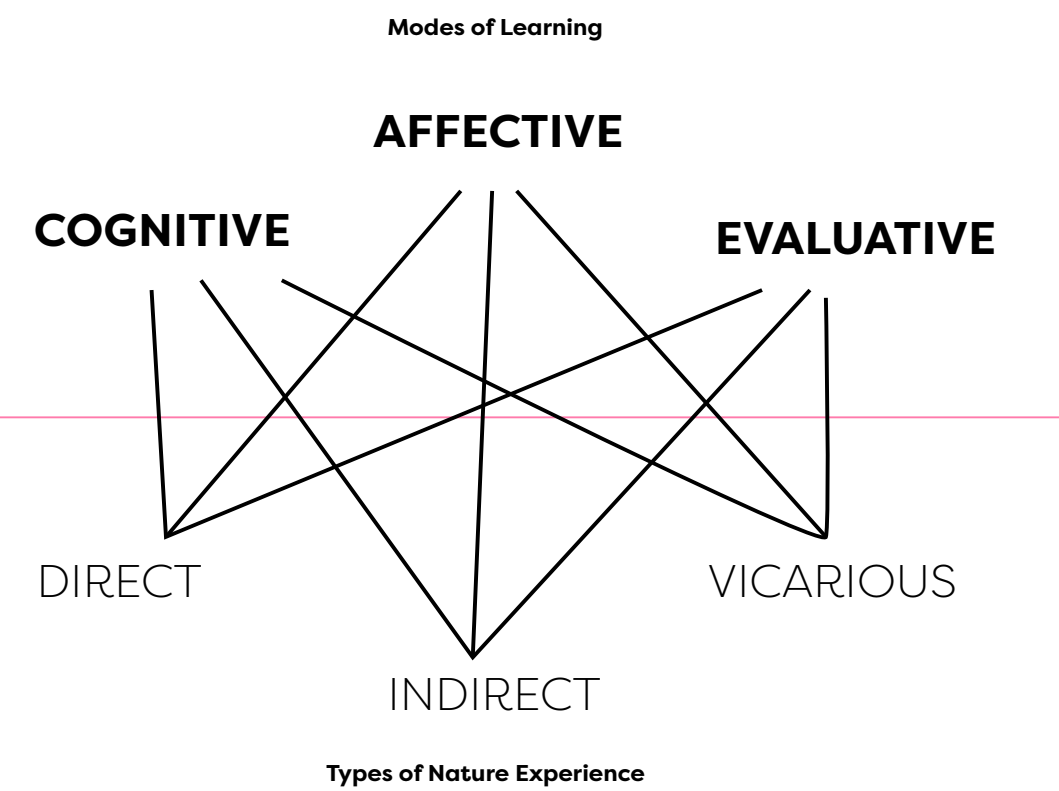 Modes of Learning
AFFECTIVE
COGNITIVE
EVALUATIVE
DIRECT
VICARIOUS
INDIRECT
Types of Nature Experience